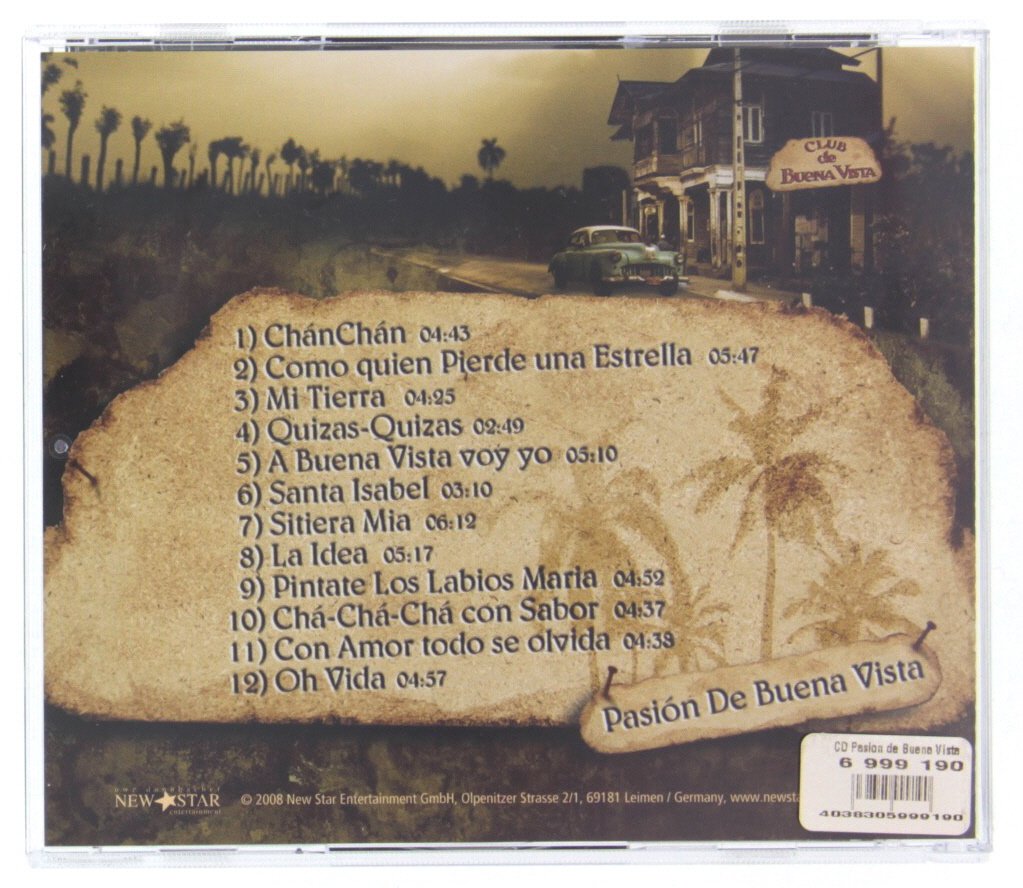 CLUB
de
BUENA VISTA
1) ChánChán 04:43
2) Como quien Pierde una Estrella 05:47
3) Mi Tierra 04:25
4) Quizas-Quizas 02:49
5) A Buena Vista voy yo 05:10
6) Santa Isabel 03:10
7) Sitiera Mia 06:12
8) La Idea 05:17
9) Pintate Los Labios Maria 04:52
10) Chá-Chá-Chá con Sabor 04:37
11) Con Amor todo se olvida 04:38
12) Oh Vida 04:57
Pasión De Buena Vista
NEW STAR
entertainment
© 2008 New Star Entertainment GmbH, Olpenitzer Strasse 2/1, 69181 Leimen / Germany, www.newsta
CD Pasion de Buena Vista
6 999 190
4038305999190